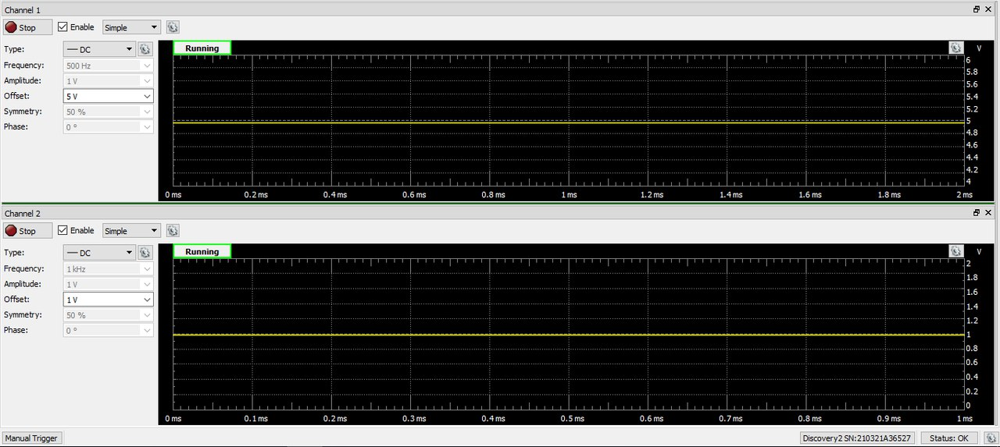 Channel 1
Stop Enable Simple
Type: DC
Frequency: 500 Hz
Amplitude: 1 V
Offset: 5 V
Symmetry: 50 %
Phase: 0 °
Running V
6
5.8
5.6
5.4
5.2
5
4.8
4.6
4.4
4.2
4
0 ms 0.2 ms 0.4 ms 0.6 ms 0.8 ms 1 ms 1.2 ms 1.4 ms 1.6 ms 1.8 ms 2 ms
Channel 2
Stop Enable Simple
Type: DC
Frequency: 1 kHz
Amplitude: 1 V
Offset: 1 V
Symmetry: 50 %
Phase: 0 °
Running V
2
1.8
1.6
1.4
1.2
1
0.8
0.6
0.4
0.2
0
0 ms 0.1 ms 0.2 ms 0.3 ms 0.4 ms 0.5 ms 0.6 ms 0.7 ms 0.8 ms 0.9 ms 1 ms
Manual Trigger Discovery2 SN:210321A36527 Status: OK